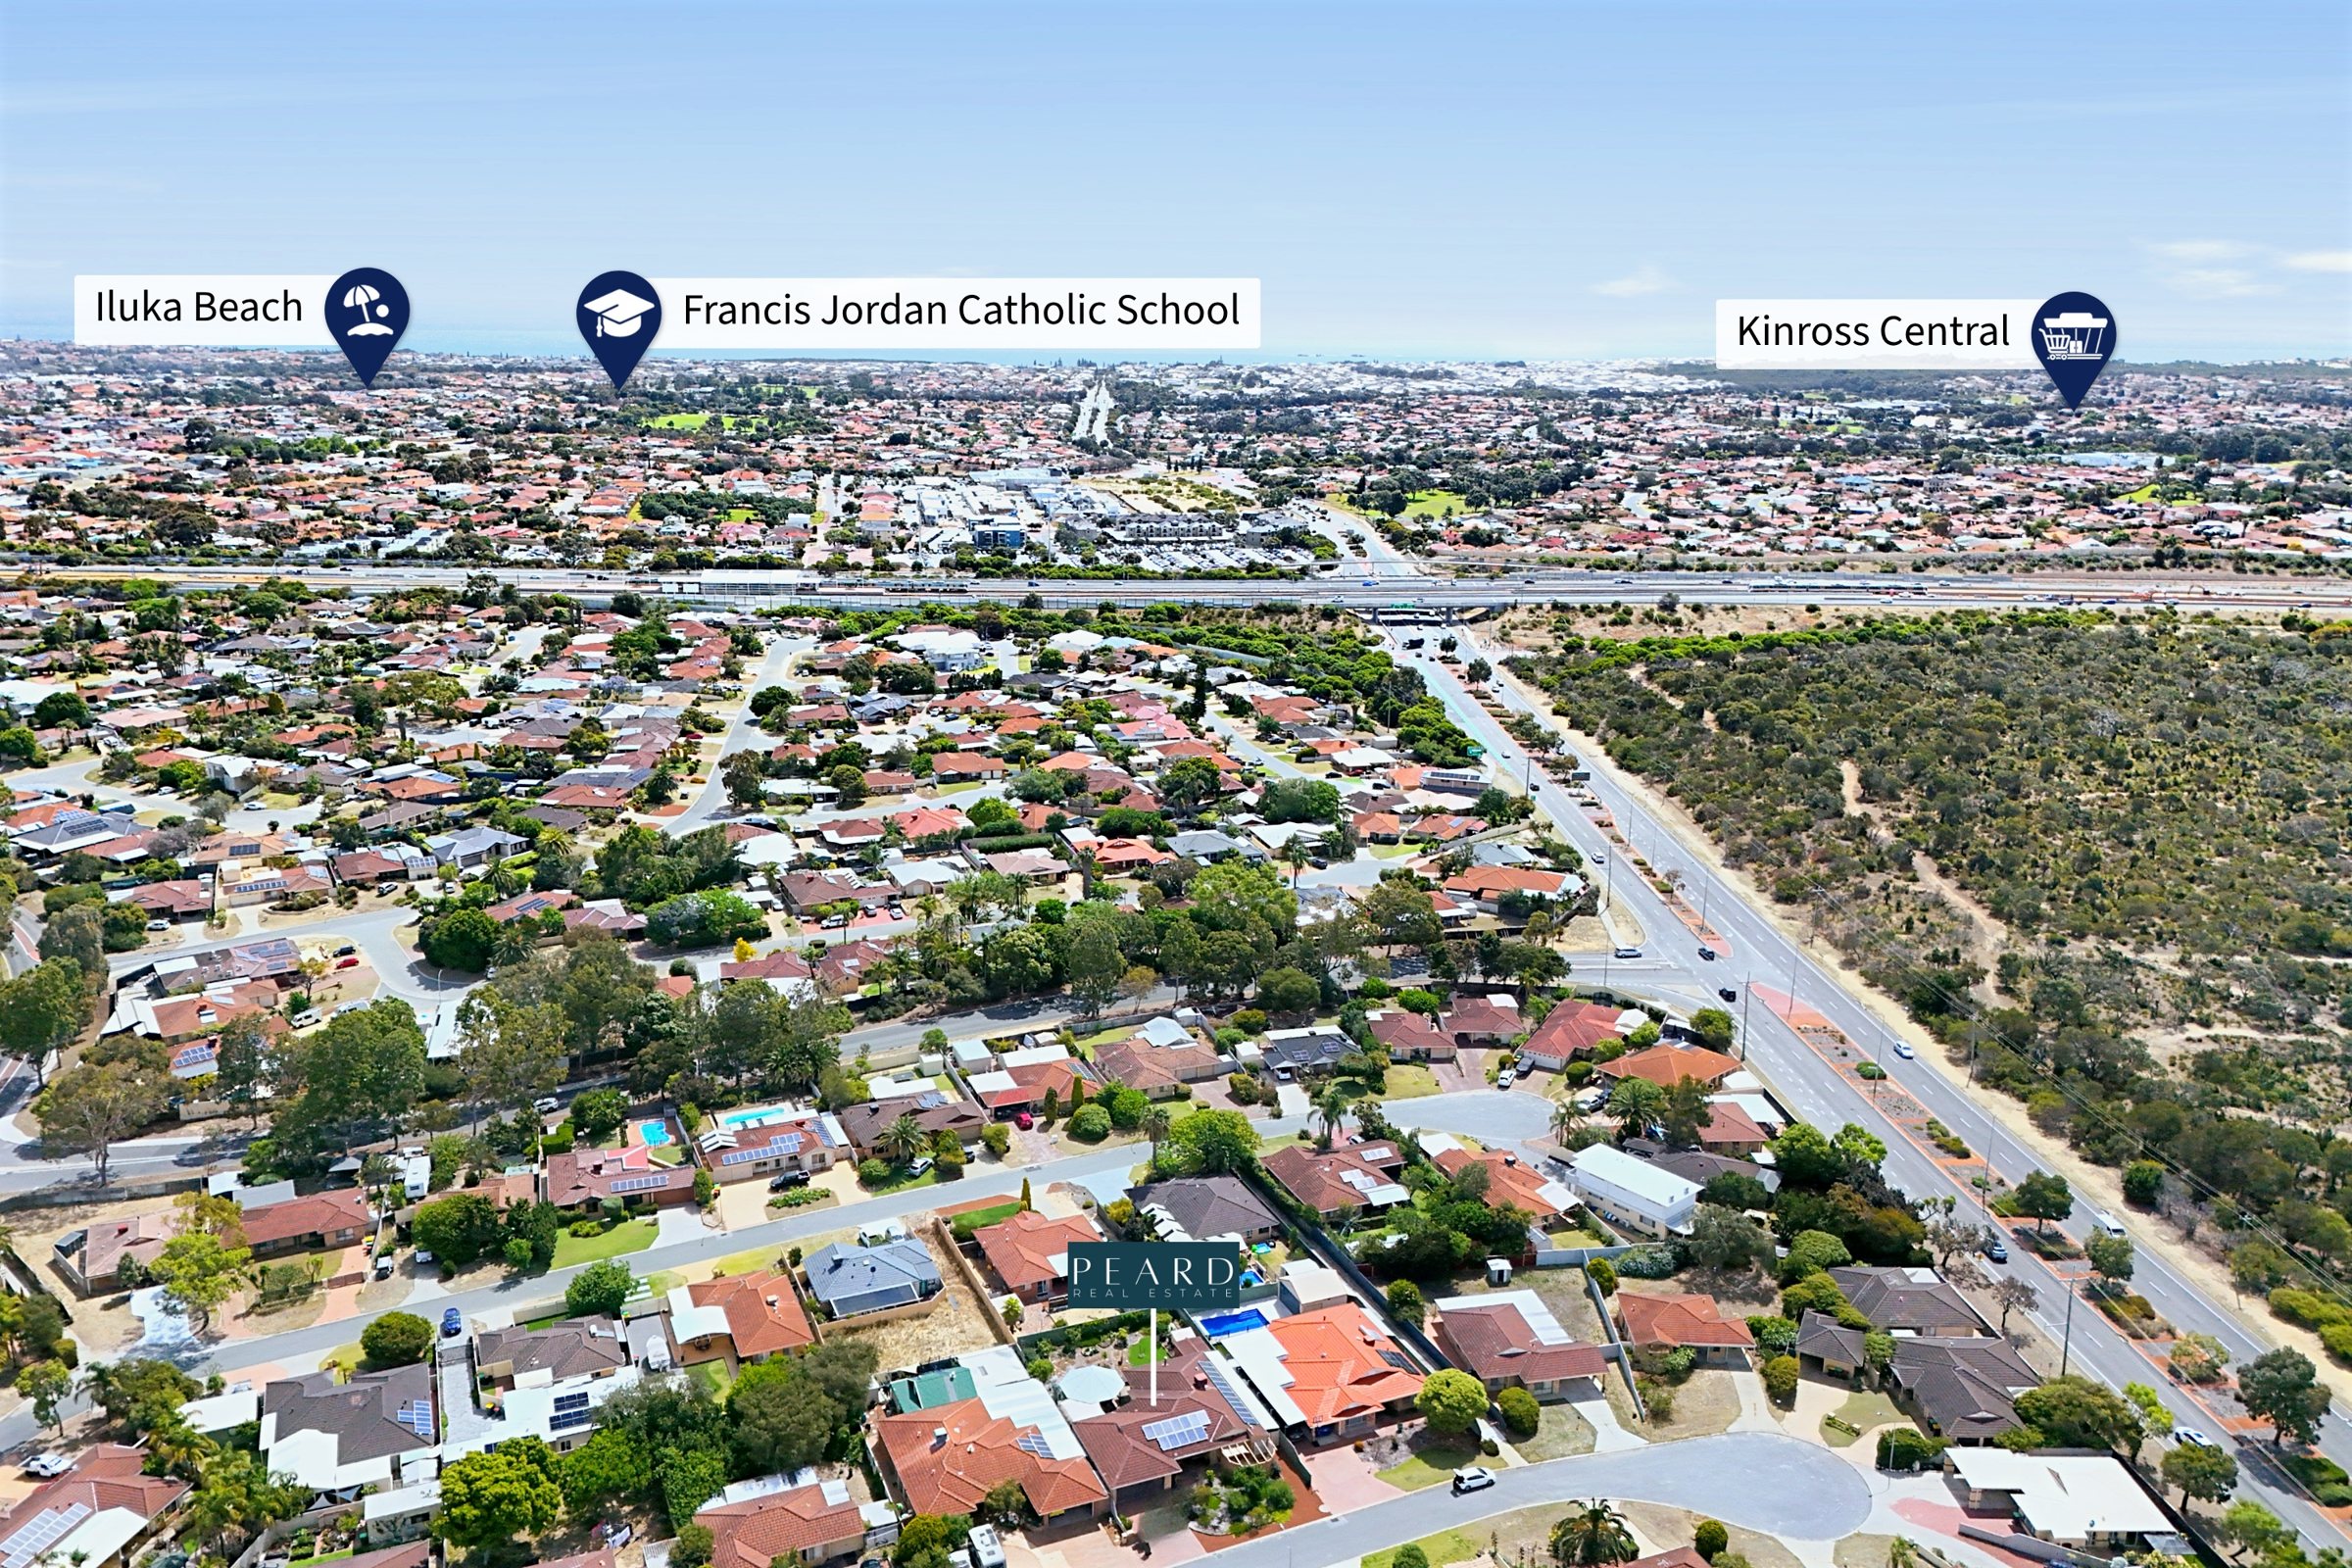 Iluka Beach
Francis Jordan Catholic School
Kinross Central
PEARD
REAL ESTATE